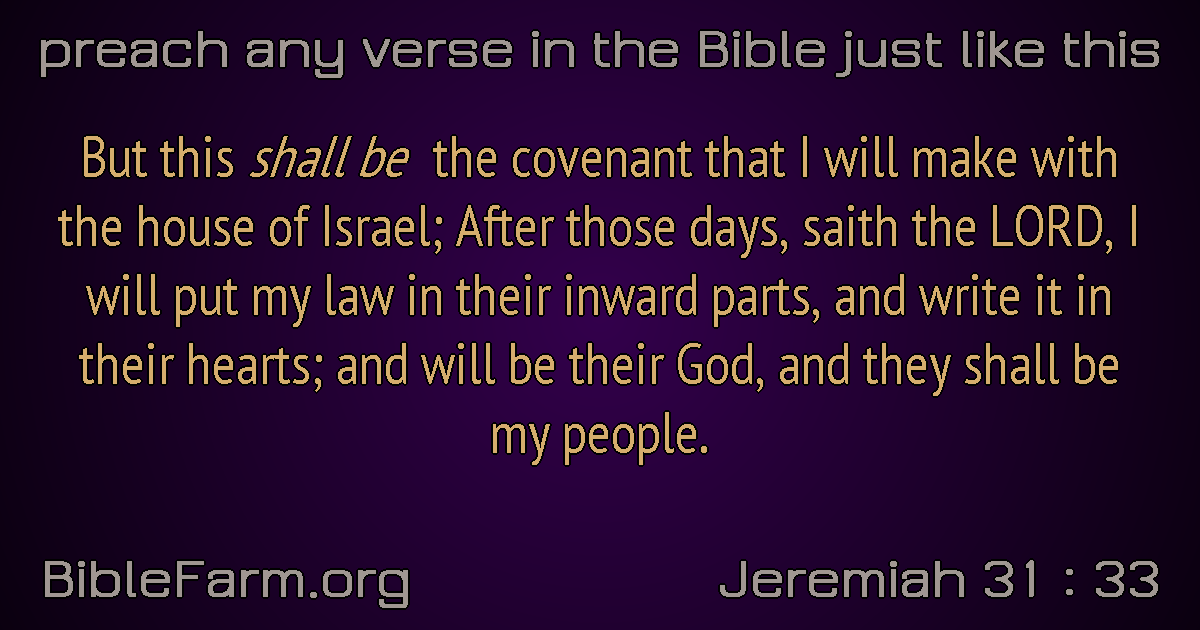 preach any verse in the Bible just like this
But this shall be the covenant that I will make with
the house of Israel; After those days, saith the LORD, I
will put my law in their inward parts, and write it in
their hearts; and will be their God, and they shall be
my people.
BibleFarm.org
Jeremiah 31 : 33